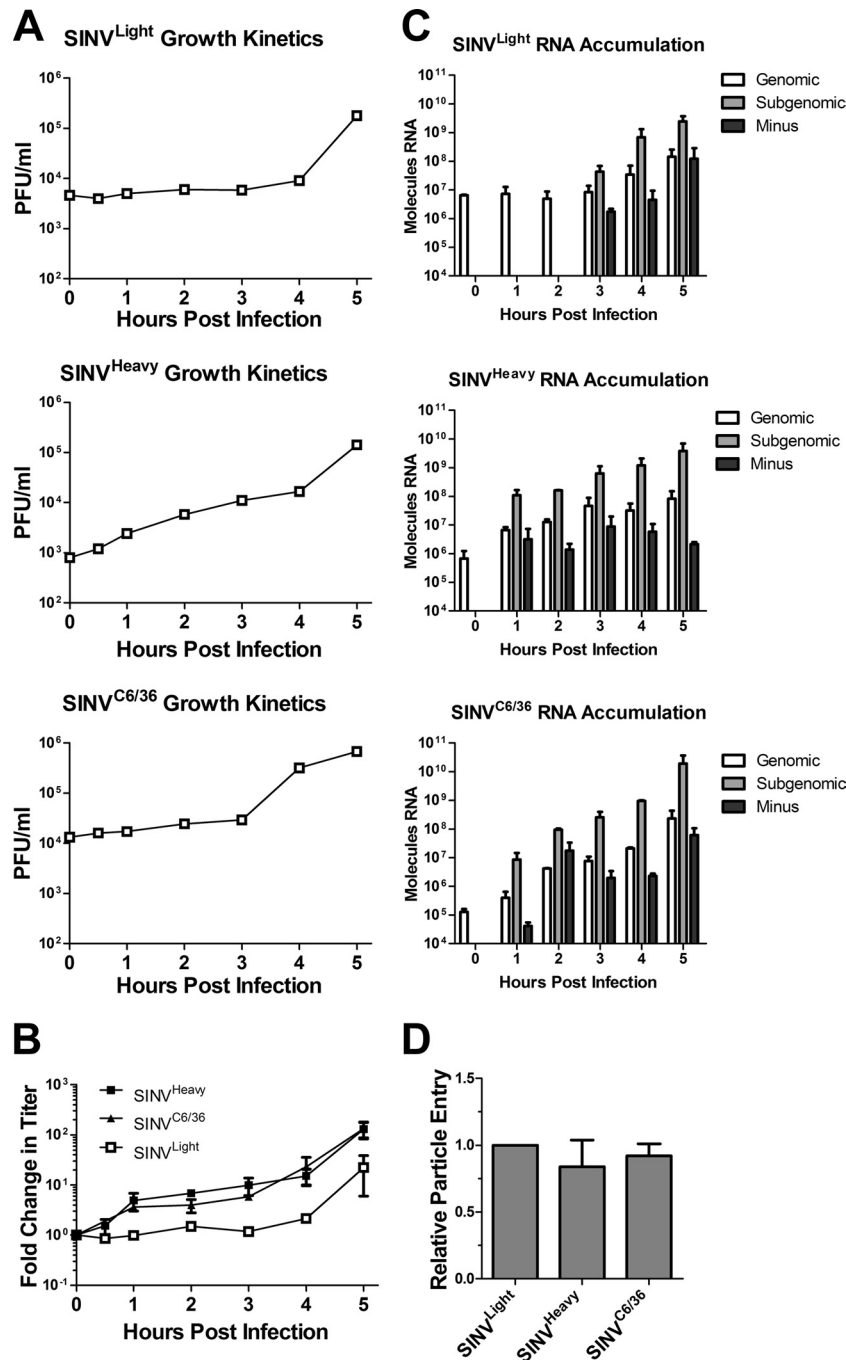 A
SINV^Light Growth Kinetics
10^6
10^5
10^4
10^3
10^2
PFU/ml
0 1 2 3 4 5
Hours Post Infection
SINV^Heavy Growth Kinetics
10^6
10^5
10^4
10^3
10^2
PFU/ml
0 1 2 3 4 5
Hours Post Infection
SINV^C6/36 Growth Kinetics
10^6
10^5
10^4
10^3
10^2
PFU/ml
0 1 2 3 4 5
Hours Post Infection
C
SINV^Light RNA Accumulation
10^11
10^10
10^9
10^8
10^7
10^6
10^5
10^4
Molecules RNA
0 1 2 3 4 5
Hours Post Infection
Genomic
Subgenomic
Minus
SINV^Heavy RNA Accumulation
10^11
10^10
10^9
10^8
10^7
10^6
10^5
10^4
Molecules RNA
0 1 2 3 4 5
Hours Post Infection
Genomic
Subgenomic
Minus
SINV^C6/36 RNA Accumulation
10^11
10^10
10^9
10^8
10^7
10^6
10^5
10^4
Molecules RNA
0 1 2 3 4 5
Hours Post Infection
Genomic
Subgenomic
Minus
B
10^3
10^2
10^1
10^0
10^-1
Fold Change in Titer
SINV^Heavy
SINV^C6/36
SINV^Light
0 1 2 3 4 5
Hours Post Infection
D
1.5
1.0
0.5
0.0
Relative Particle Entry
SINV^Light
SINV^Heavy
SINV^C6/36